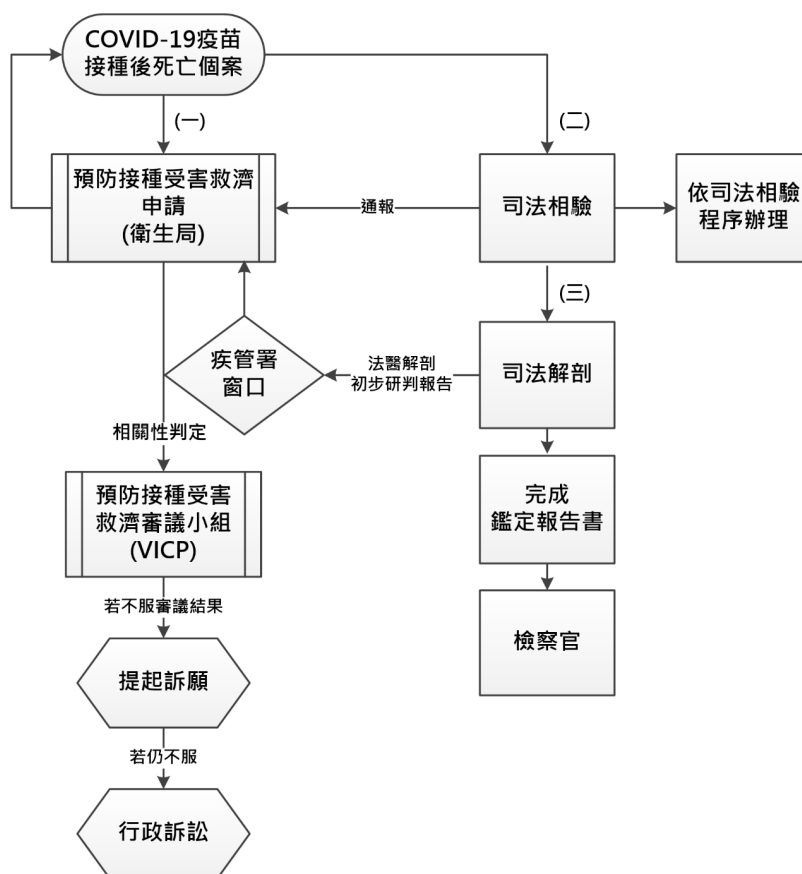 COVID-19疫苗
接種後死亡個案
(一)
(二)
預防接種受害救濟
申請
(衛生局)
通報
司法相驗
依司法相驗
程序辦理
(三)
疾管署
窗口
法醫解剖
初步研判報告
司法解剖
相關性判定
預防接種受害
救濟審議小組
(VICP)
完成
鑑定報告書
若不服審議結果
檢察官
提起訴願
若仍不服
行政訴訟